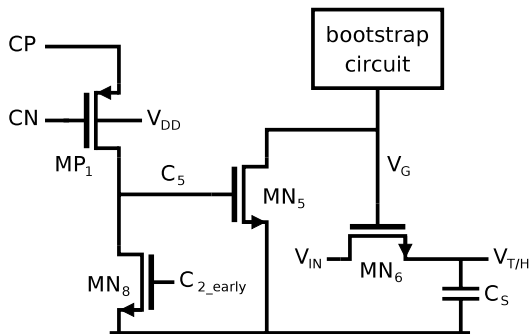 bootstrap
circuit
CP
CN
V_DD
MP_1
C_5
MN_5
V_G
MN_8
C_2_early
V_IN
MN_6
V_T/H
C_S